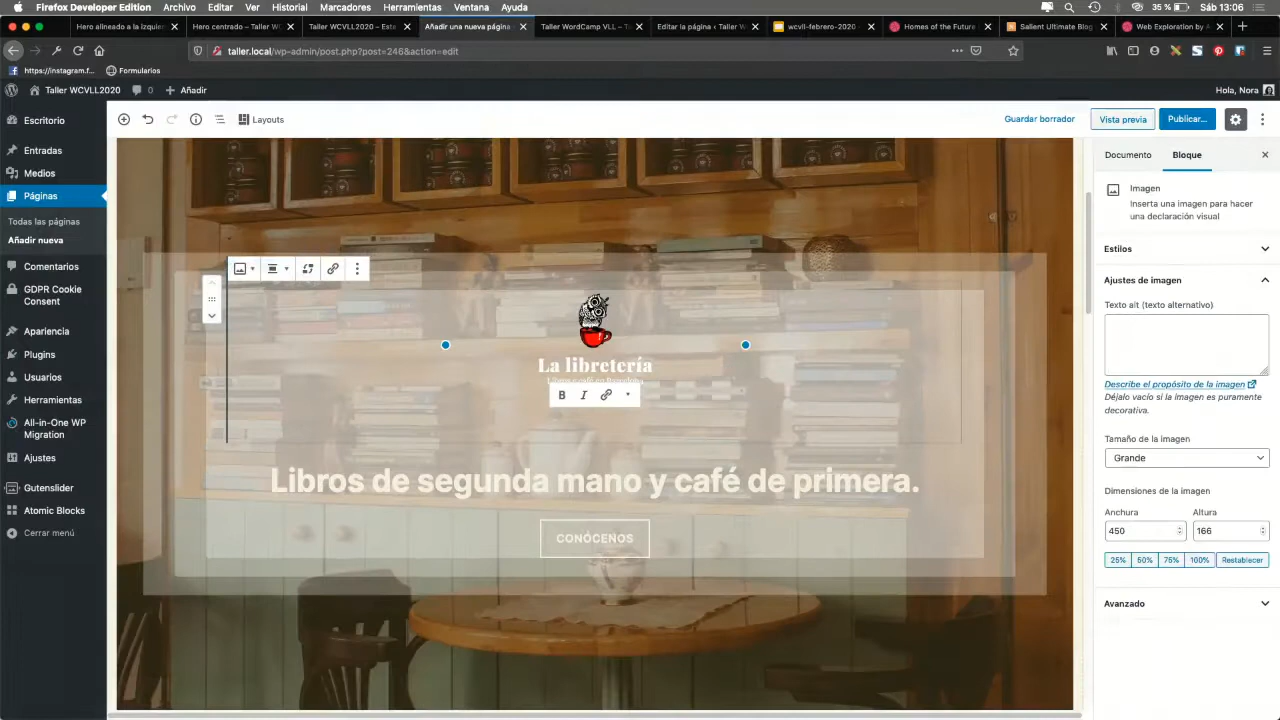 Firefox Developer Edition Archivo Editar Ver Historial Marcadores Herramientas Ventana Ayuda
53 % Sáb 13:06
Hero alineado a la izquier
Hero centrado – Taller W
Taller WCVLL2020 – Este
Añadir una nueva página
Taller WordCamp VLL – T
Editar la página ‹ Taller W
wcvll-febrero-2020
Homes of the Future
Salient Ultimate Blog
Web Exploration by A
taller.local/wp-admin/post.php?post=246&action=edit
https://instagram.f...
Formularios
Taller WCVLL2020
0
Añadir
Hola, Nora
Escritorio
Entradas
Medios
Páginas
Todas las páginas
Añadir nueva
Comentarios
GDPR Cookie
Consent
Apariencia
Plugins
Usuarios
Herramientas
All-in-One WP
Migration
Ajustes
Gutenslider
Atomic Blocks
Cerrar menú
Layouts
Guardar borrador
Vista previa
Publicar...
La libretería
Libros y café en Pamplona
B I
Libros de segunda mano y café de primera.
CONÓCENOS
Documento
Bloque
Imagen
Inserta una imagen para hacer
una declaración visual
Estilos
Ajustes de imagen
Texto alt (texto alternativo)
Describe el propósito de la imagen
Déjalo vacío si la imagen es puramente
decorativa.
Tamaño de la imagen
Grande
Dimensiones de la imagen
Anchura Altura
450 166
25% 50% 75% 100% Restablecer
Avanzado